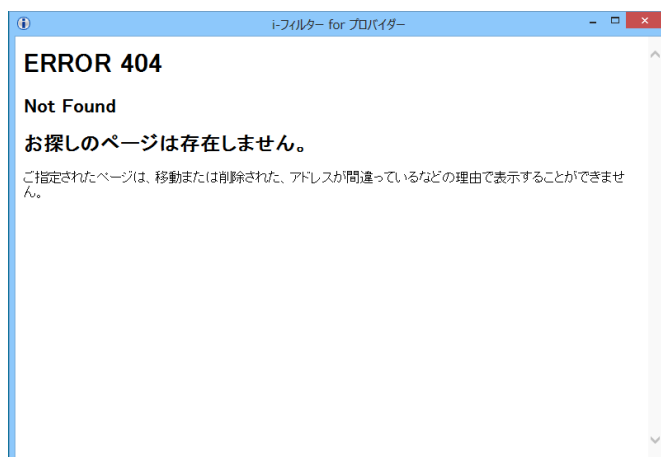 i-フィルター for プロバイダー
ERROR 404
Not Found
お探しのページは存在しません。
ご指定されたページは、移動または削除された、アドレスが間違っているなどの理由で表示することができませ
ん。